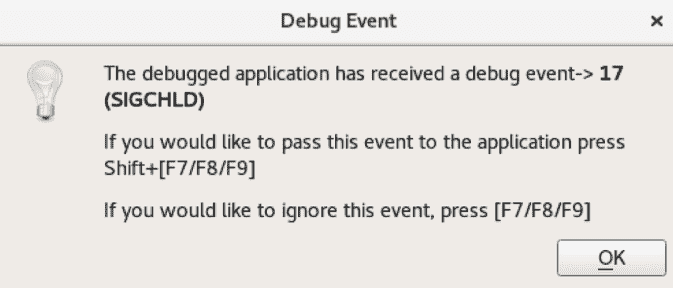 Debug Event
The debugged application has received a debug event-> 17
(SIGCHLD)
If you would like to pass this event to the application press
Shift+[F7/F8/F9]
If you would like to ignore this event, press [F7/F8/F9]
OK